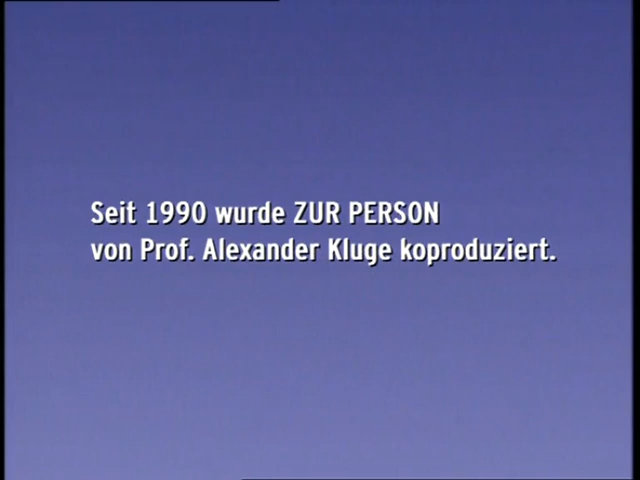 Seit 1990 wurde ZUR PERSON
von Prof. Alexander Kluge koproduziert.